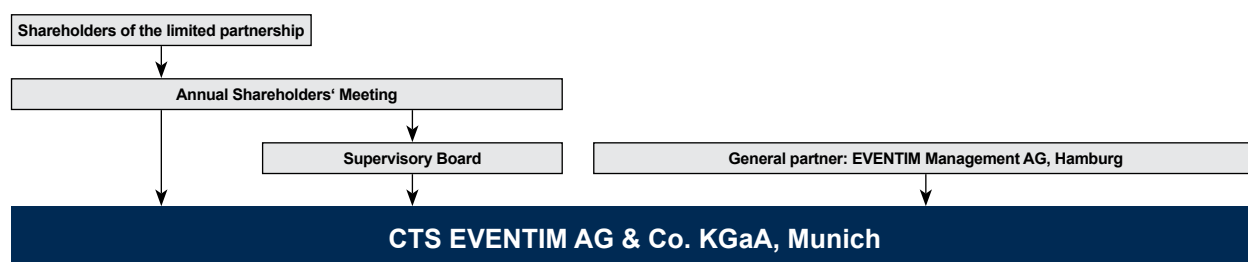 Shareholders of the limited partnership
Annual Shareholders‘ Meeting
Supervisory Board
General partner: EVENTIM Management AG, Hamburg
CTS EVENTIM AG & Co. KGaA, Munich